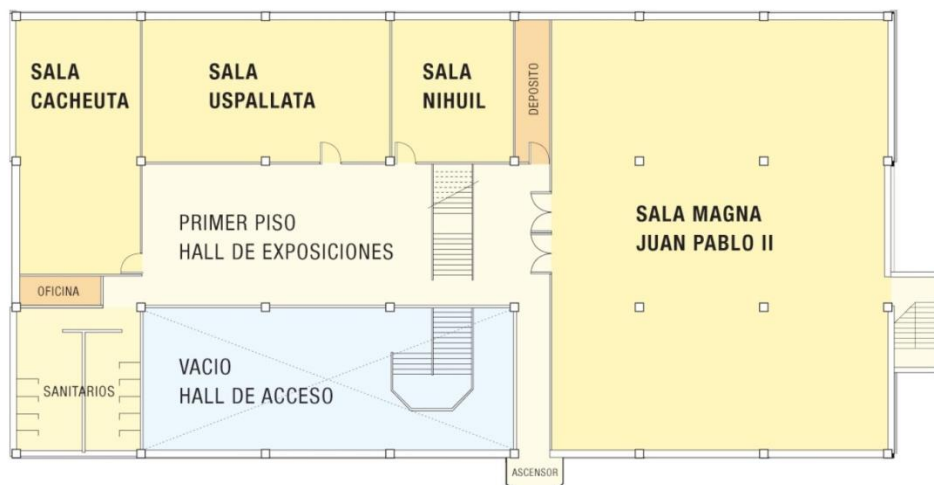 SALA
CACHEUTA
SALA
USPALLATA
SALA
NIHUIL
DEPOSITO
PRIMER PISO
HALL DE EXPOSICIONES
SALA MAGNA
JUAN PABLO II
OFICINA
VACIO
HALL DE ACCESO
SANITARIOS
ASCENSOR